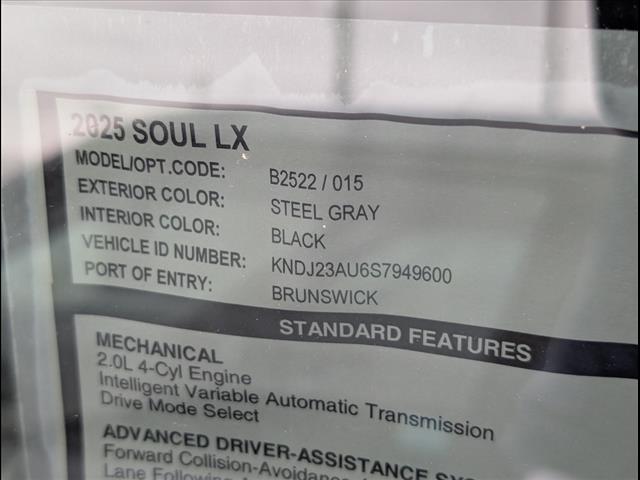 2025 SOUL LX
MODEL/OPT.CODE: B2522 / 015
EXTERIOR COLOR: STEEL GRAY
INTERIOR COLOR: BLACK
VEHICLE ID NUMBER: KNDJ23AU6S7949600
PORT OF ENTRY: BRUNSWICK
STANDARD FEATURES
MECHANICAL
2.0L 4-Cyl Engine
Intelligent Variable Automatic Transmission
Drive Mode Select
ADVANCED DRIVER-ASSISTANCE
Forward Collision-Avoidance
Lane Following